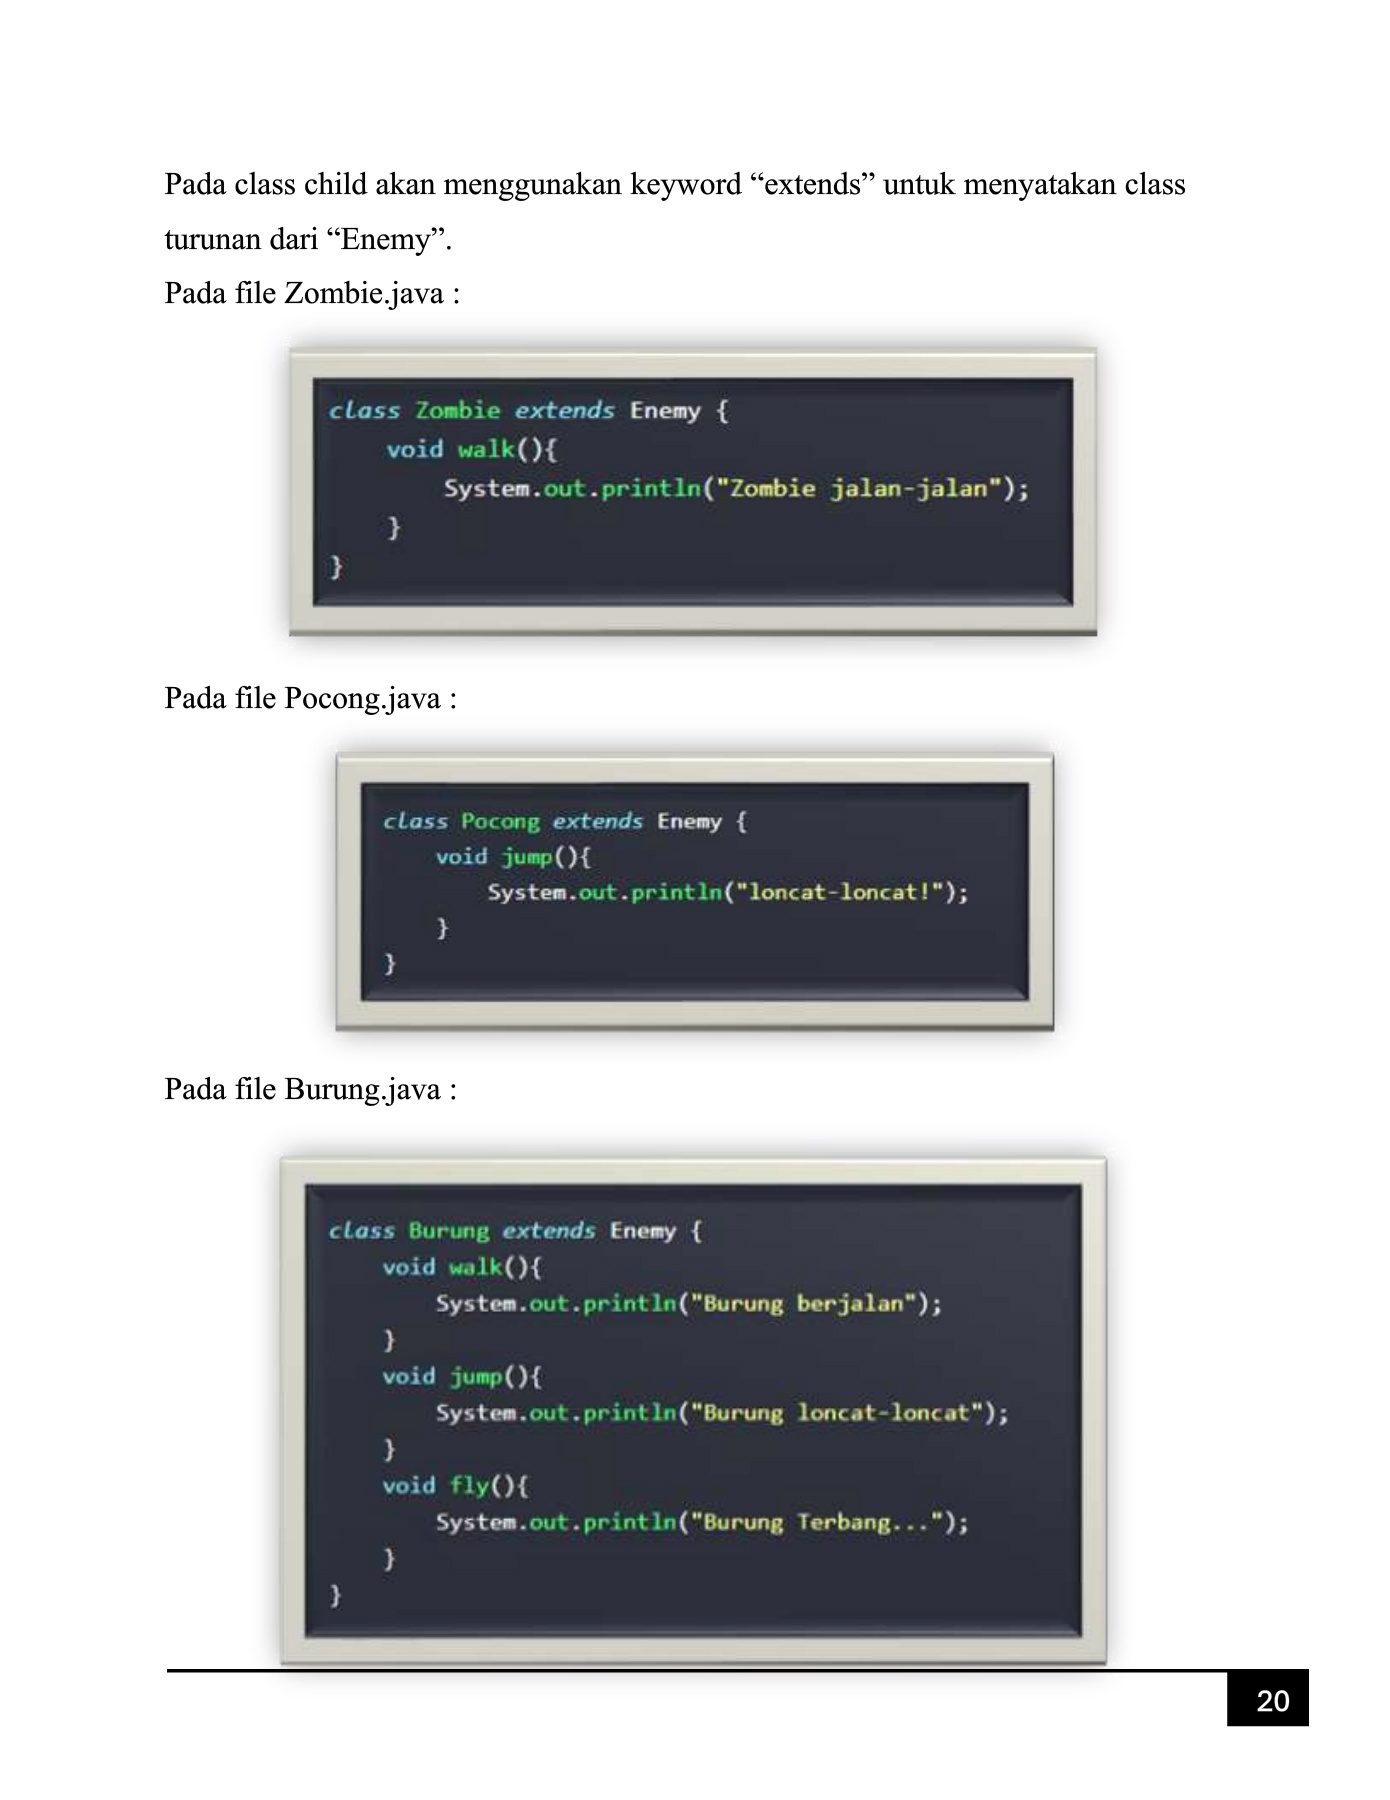 Pada class child akan menggunakan keyword “extends” untuk menyatakan class
turunan dari “Enemy”.
Pada file Zombie.java :
class Zombie extends Enemy {
    void walk(){
        System.out.println("Zombie jalan-jalan");
    }
}
Pada file Pocong.java :
class Pocong extends Enemy {
    void jump(){
        System.out.println("loncat-loncat!");
    }
}
Pada file Burung.java :
class Burung extends Enemy {
    void walk(){
        System.out.println("Burung berjalan");
    }
    void jump(){
        System.out.println("Burung loncat-loncat");
    }
    void fly(){
        System.out.println("Burung Terbang...");
    }
}
20